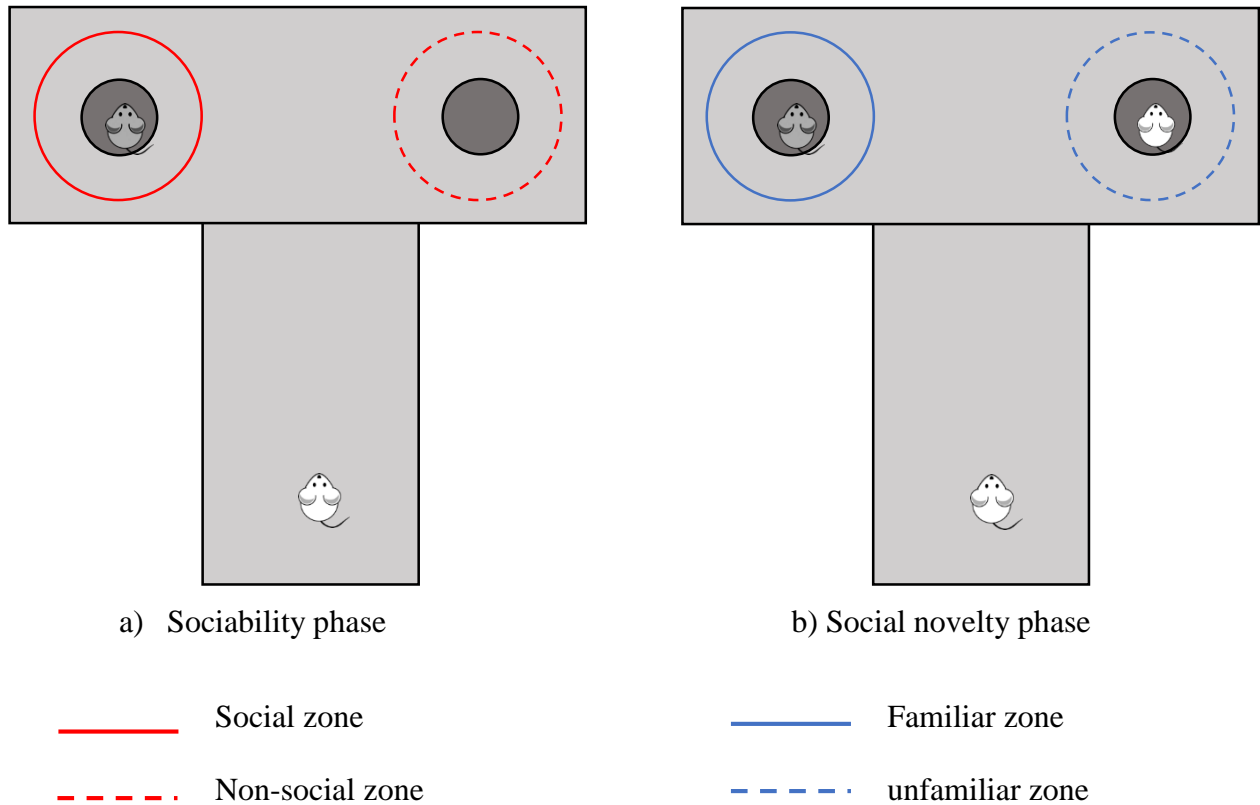 a) Sociability phase
b) Social novelty phase
Social zone
Familiar zone
Non-social zone
unfamiliar zone